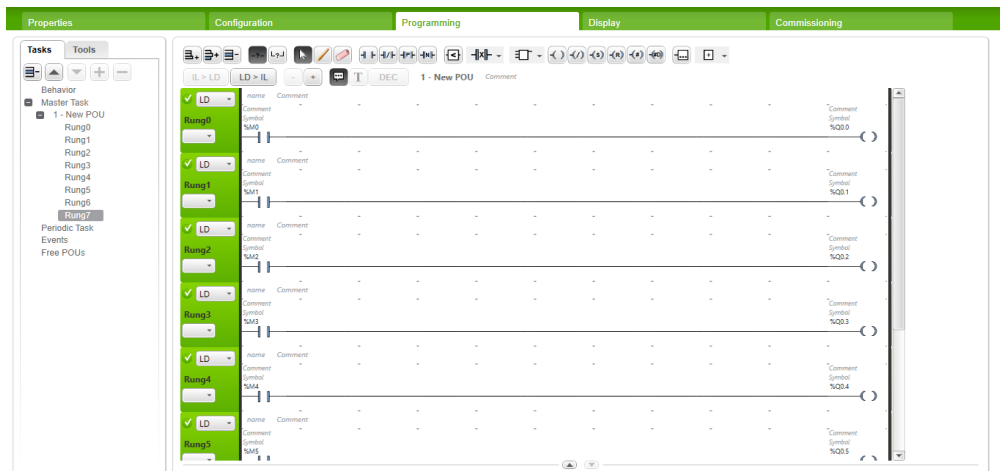 Properties Configuration Programming Display Commissioning
Tasks Tools
Behavior
Master Task
1 - New POU
Rung0
Rung1
Rung2
Rung3
Rung4
Rung5
Rung6
Rung7
Periodic Task
Events
Free POUs
IL > LD LD > IL - + T DEC 1 - New POU Comment
LD name Comment
Comment Comment
Rung0 Symbol Symbol
%M0 %Q0.0
LD name Comment
Comment Comment
Rung1 Symbol Symbol
%M1 %Q0.1
LD name Comment
Comment Comment
Rung2 Symbol Symbol
%M2 %Q0.2
LD name Comment
Comment Comment
Rung3 Symbol Symbol
%M3 %Q0.3
LD name Comment
Comment Comment
Rung4 Symbol Symbol
%M4 %Q0.4
LD name Comment
Comment Comment
Rung5 Symbol Symbol
%M5 %Q0.5